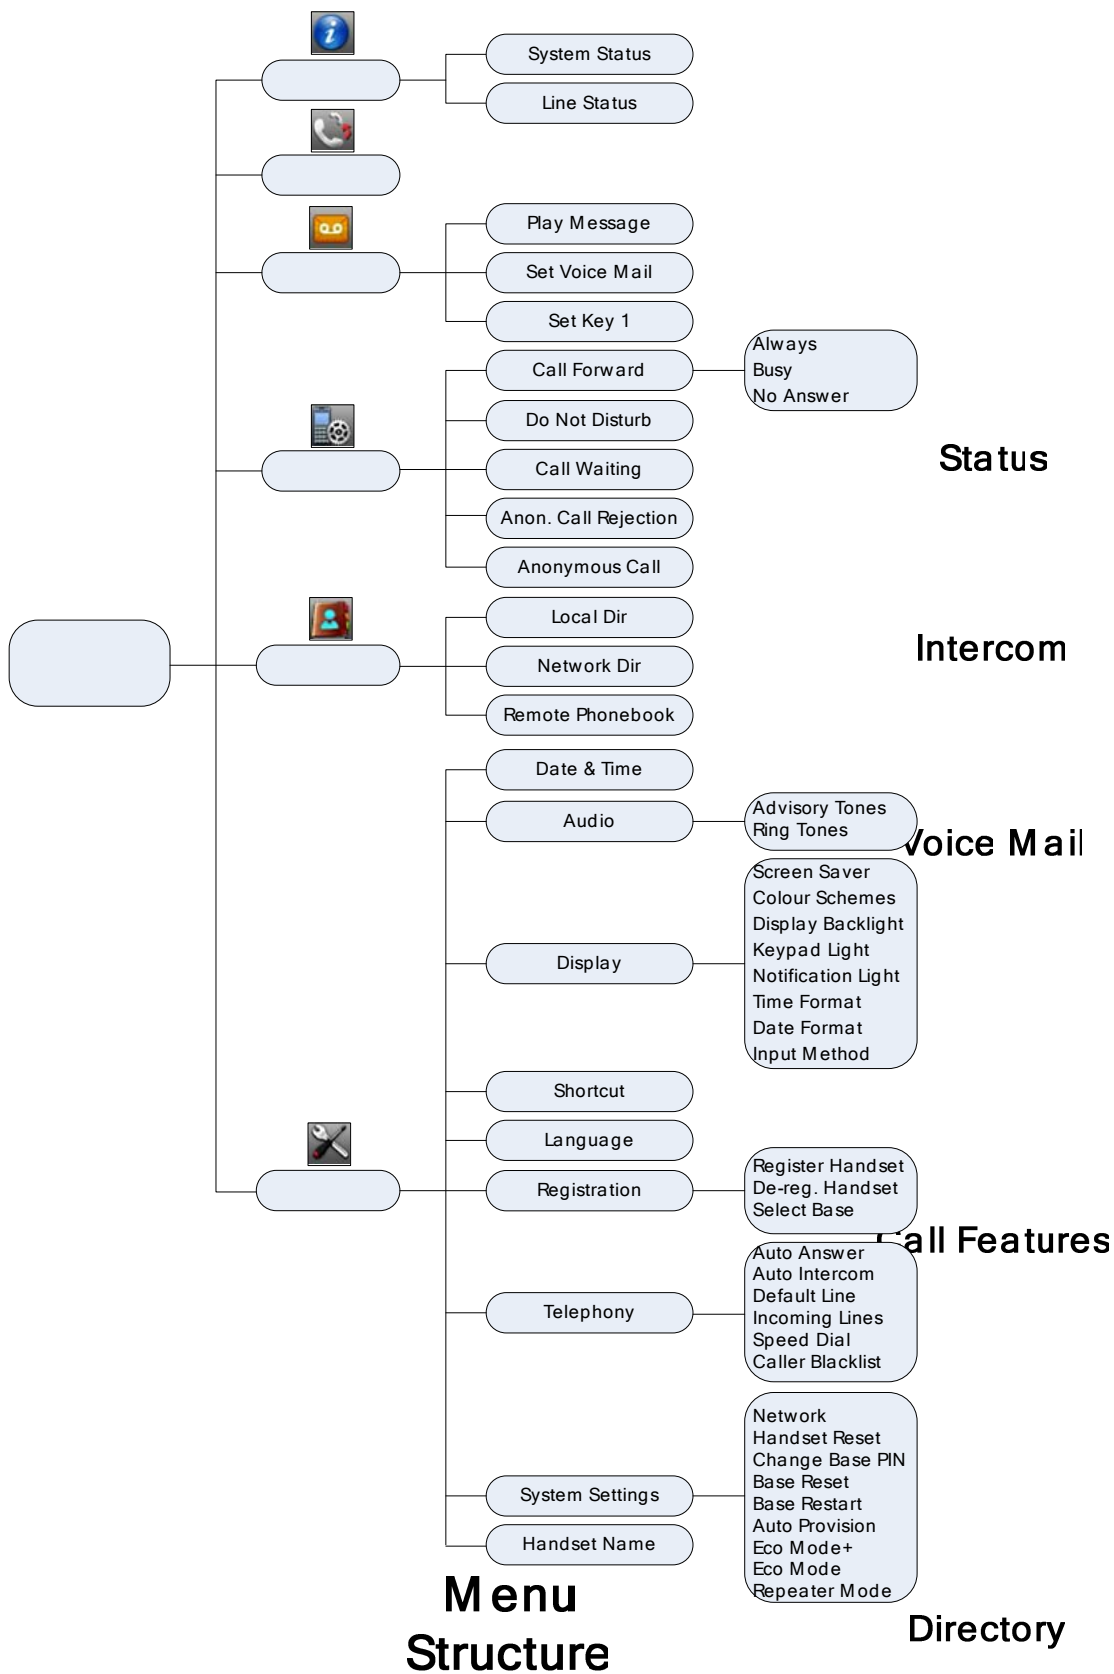 System Status
Line Status
Play Message
Set Voice Mail
Set Key 1
Call Forward
Always
Busy
No Answer
Do Not Disturb
Call Waiting
Anon. Call Rejection
Anonymous Call
Status
Local Dir
Network Dir
Remote Phonebook
Intercom
Date & Time
Audio
Advisory Tones
Ring Tones
Voice Mail
Display
Screen Saver
Colour Schemes
Display Backlight
Keypad Light
Notification Light
Time Format
Date Format
Input Method
Shortcut
Language
Registration
Register Handset
De-reg. Handset
Select Base
Call Features
Telephony
Auto Answer
Auto Intercom
Default Line
Incoming Lines
Speed Dial
Caller Blacklist
System Settings
Network
Handset Reset
Change Base PIN
Base Reset
Base Restart
Auto Provision
Eco Mode+
Eco Mode
Repeater Mode
Handset Name
Menu
Structure
Directory